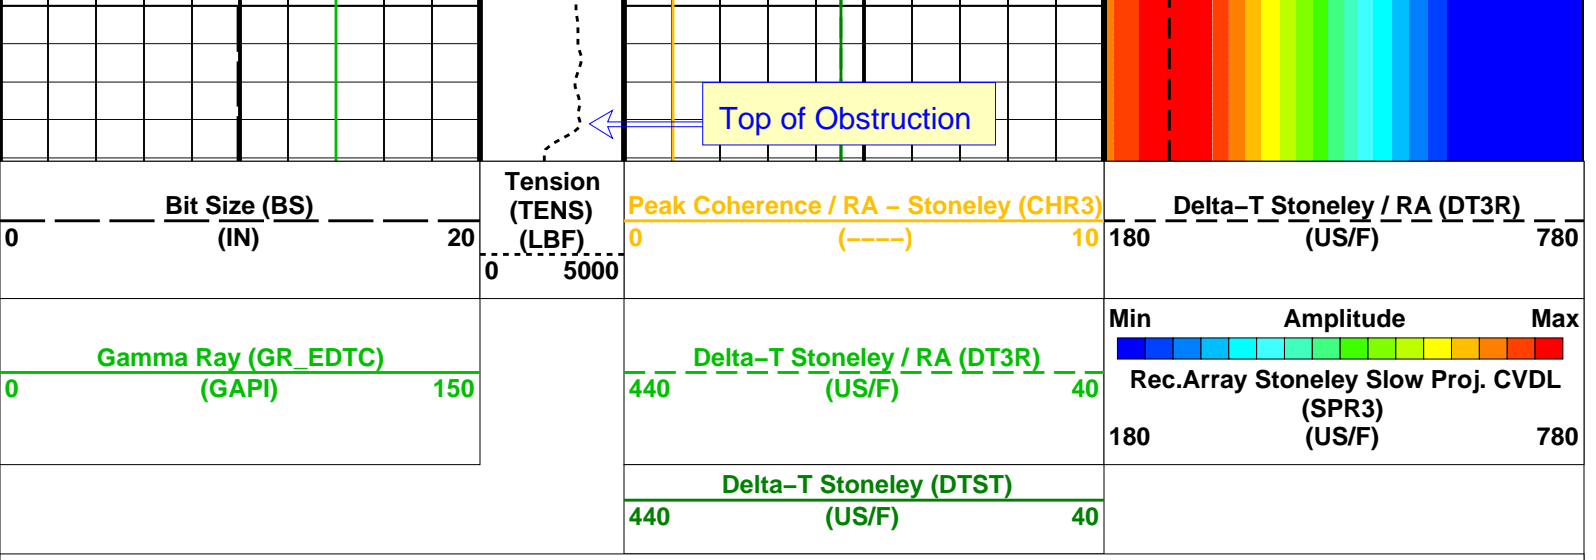 Top of Obstruction
Bit Size (BS)
(IN)
0 20
Tension
(TENS)
(LBF)
0 5000
Peak Coherence / RA – Stoneley (CHR3)
0 (––––) 10
Delta–T Stoneley / RA (DT3R)
180 (US/F) 780
Gamma Ray (GR_EDTC)
0 (GAPI) 150
Delta–T Stoneley / RA (DT3R)
440 (US/F) 40
Min Amplitude Max
Rec.Array Stoneley Slow Proj. CVDL
(SPR3)
180 (US/F) 780
Delta–T Stoneley (DTST)
440 (US/F) 40